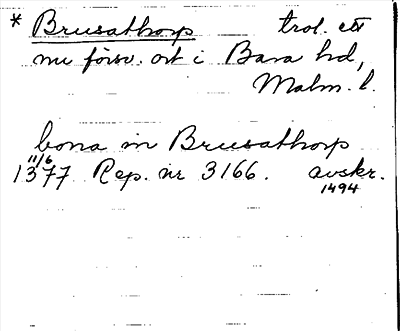 * Brusathorp trol. ett
nu försv. ort i Bara hd,
Malm. l.
bona in Brusathorp
11/6
1377 Rep. nr 3166. avskr.
1494